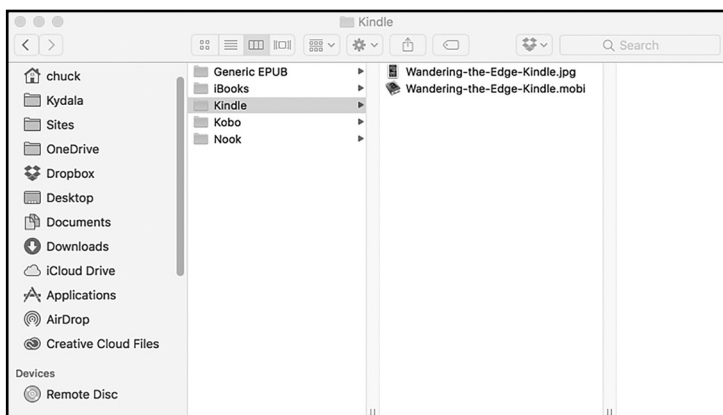 Kindle
Search
chuck
Kydala
Sites
OneDrive
Dropbox
Desktop
Documents
Downloads
iCloud Drive
Applications
AirDrop
Creative Cloud Files
Devices
Remote Disc
Generic EPUB
iBooks
Kindle
Kobo
Nook
Wandering-the-Edge-Kindle.jpg
Wandering-the-Edge-Kindle.mobi